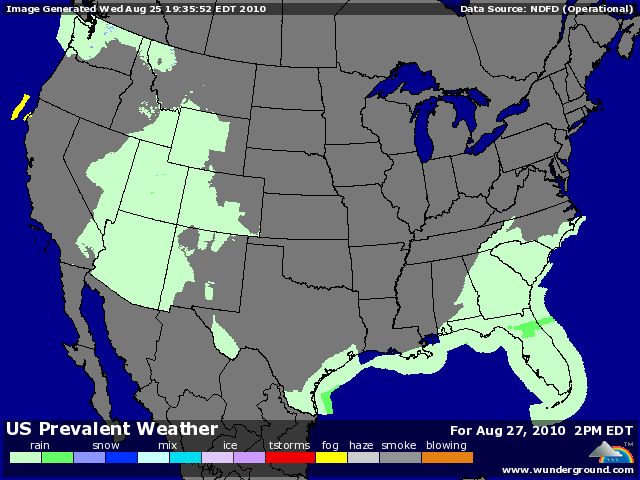 Image Generated Wed Aug 25 19:35:52 EDT 2010 Data Source: NDFD (Operational)
US Prevalent Weather For Aug 27, 2010 2PM EDT
rain snow mix ice tstorms fog haze smoke blowing
TM
www.wunderground.com